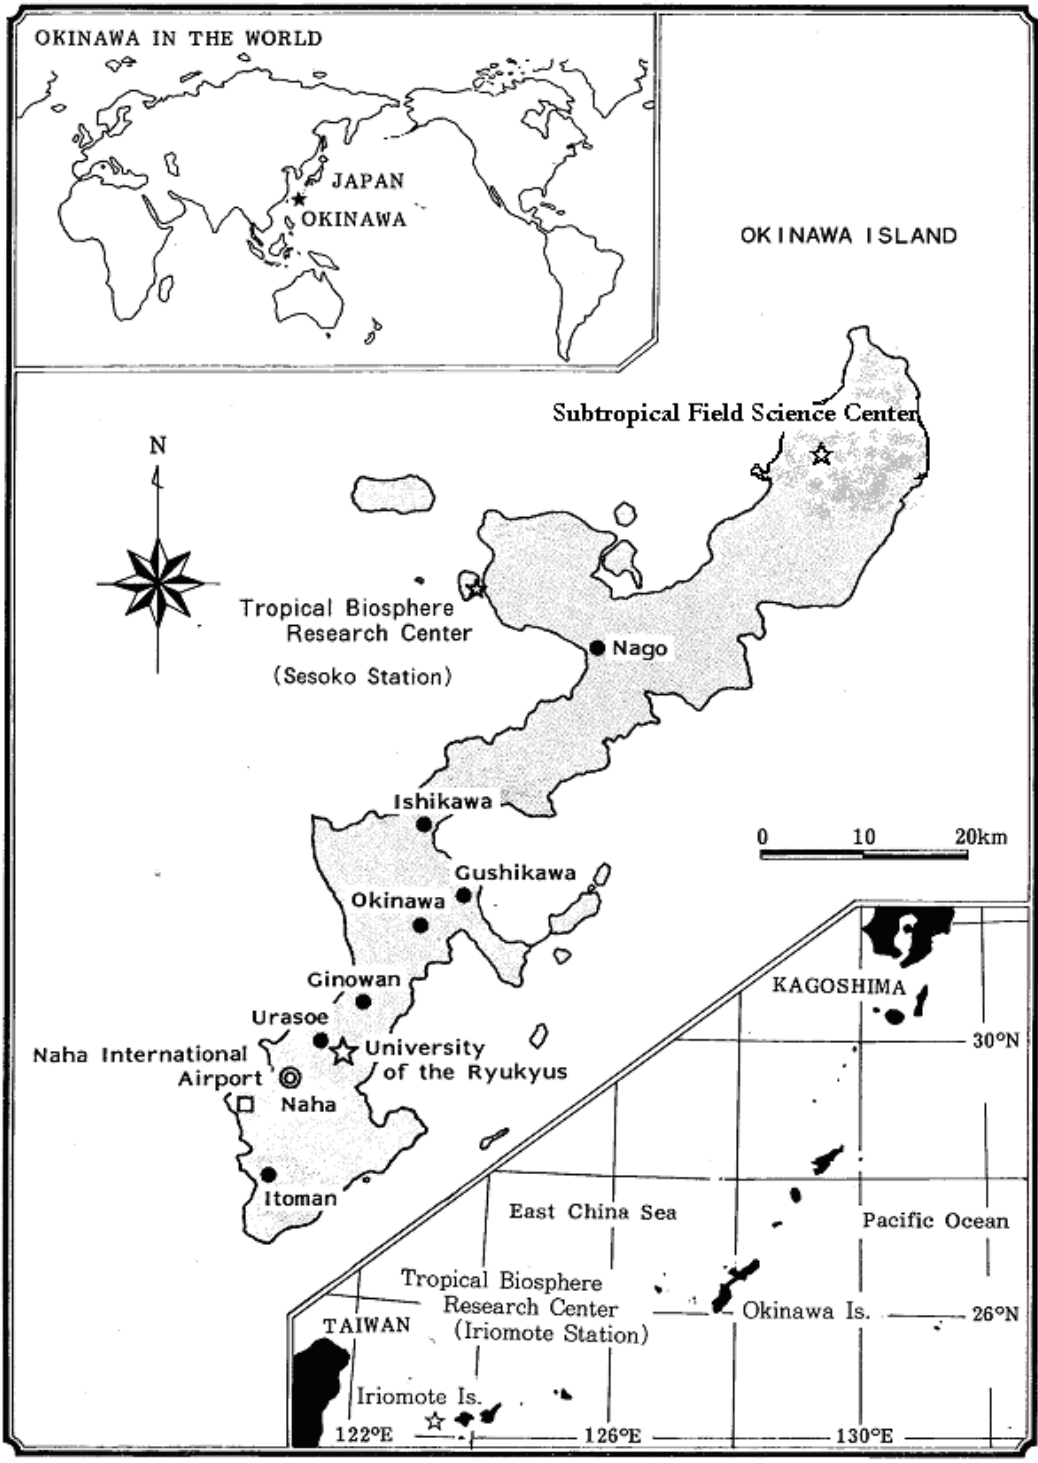 OKINAWA IN THE WORLD
JAPAN
OKINAWA
OKINAWA ISLAND
Subtropical Field Science Center
N
Tropical Biosphere
Research Center
(Sesoko Station)
Nago
Ishikawa
0 10 20km
Gushikawa
Okinawa
Ginowan
Urasoe
Naha International
Airport
University
of the Ryukyus
Naha
Itoman
KAGOSHIMA
30°N
East China Sea
Pacific Ocean
Tropical Biosphere
Research Center
(Iriomote Station)
Okinawa Is.
26°N
TAIWAN
Iriomote Is.
122°E 126°E 130°E